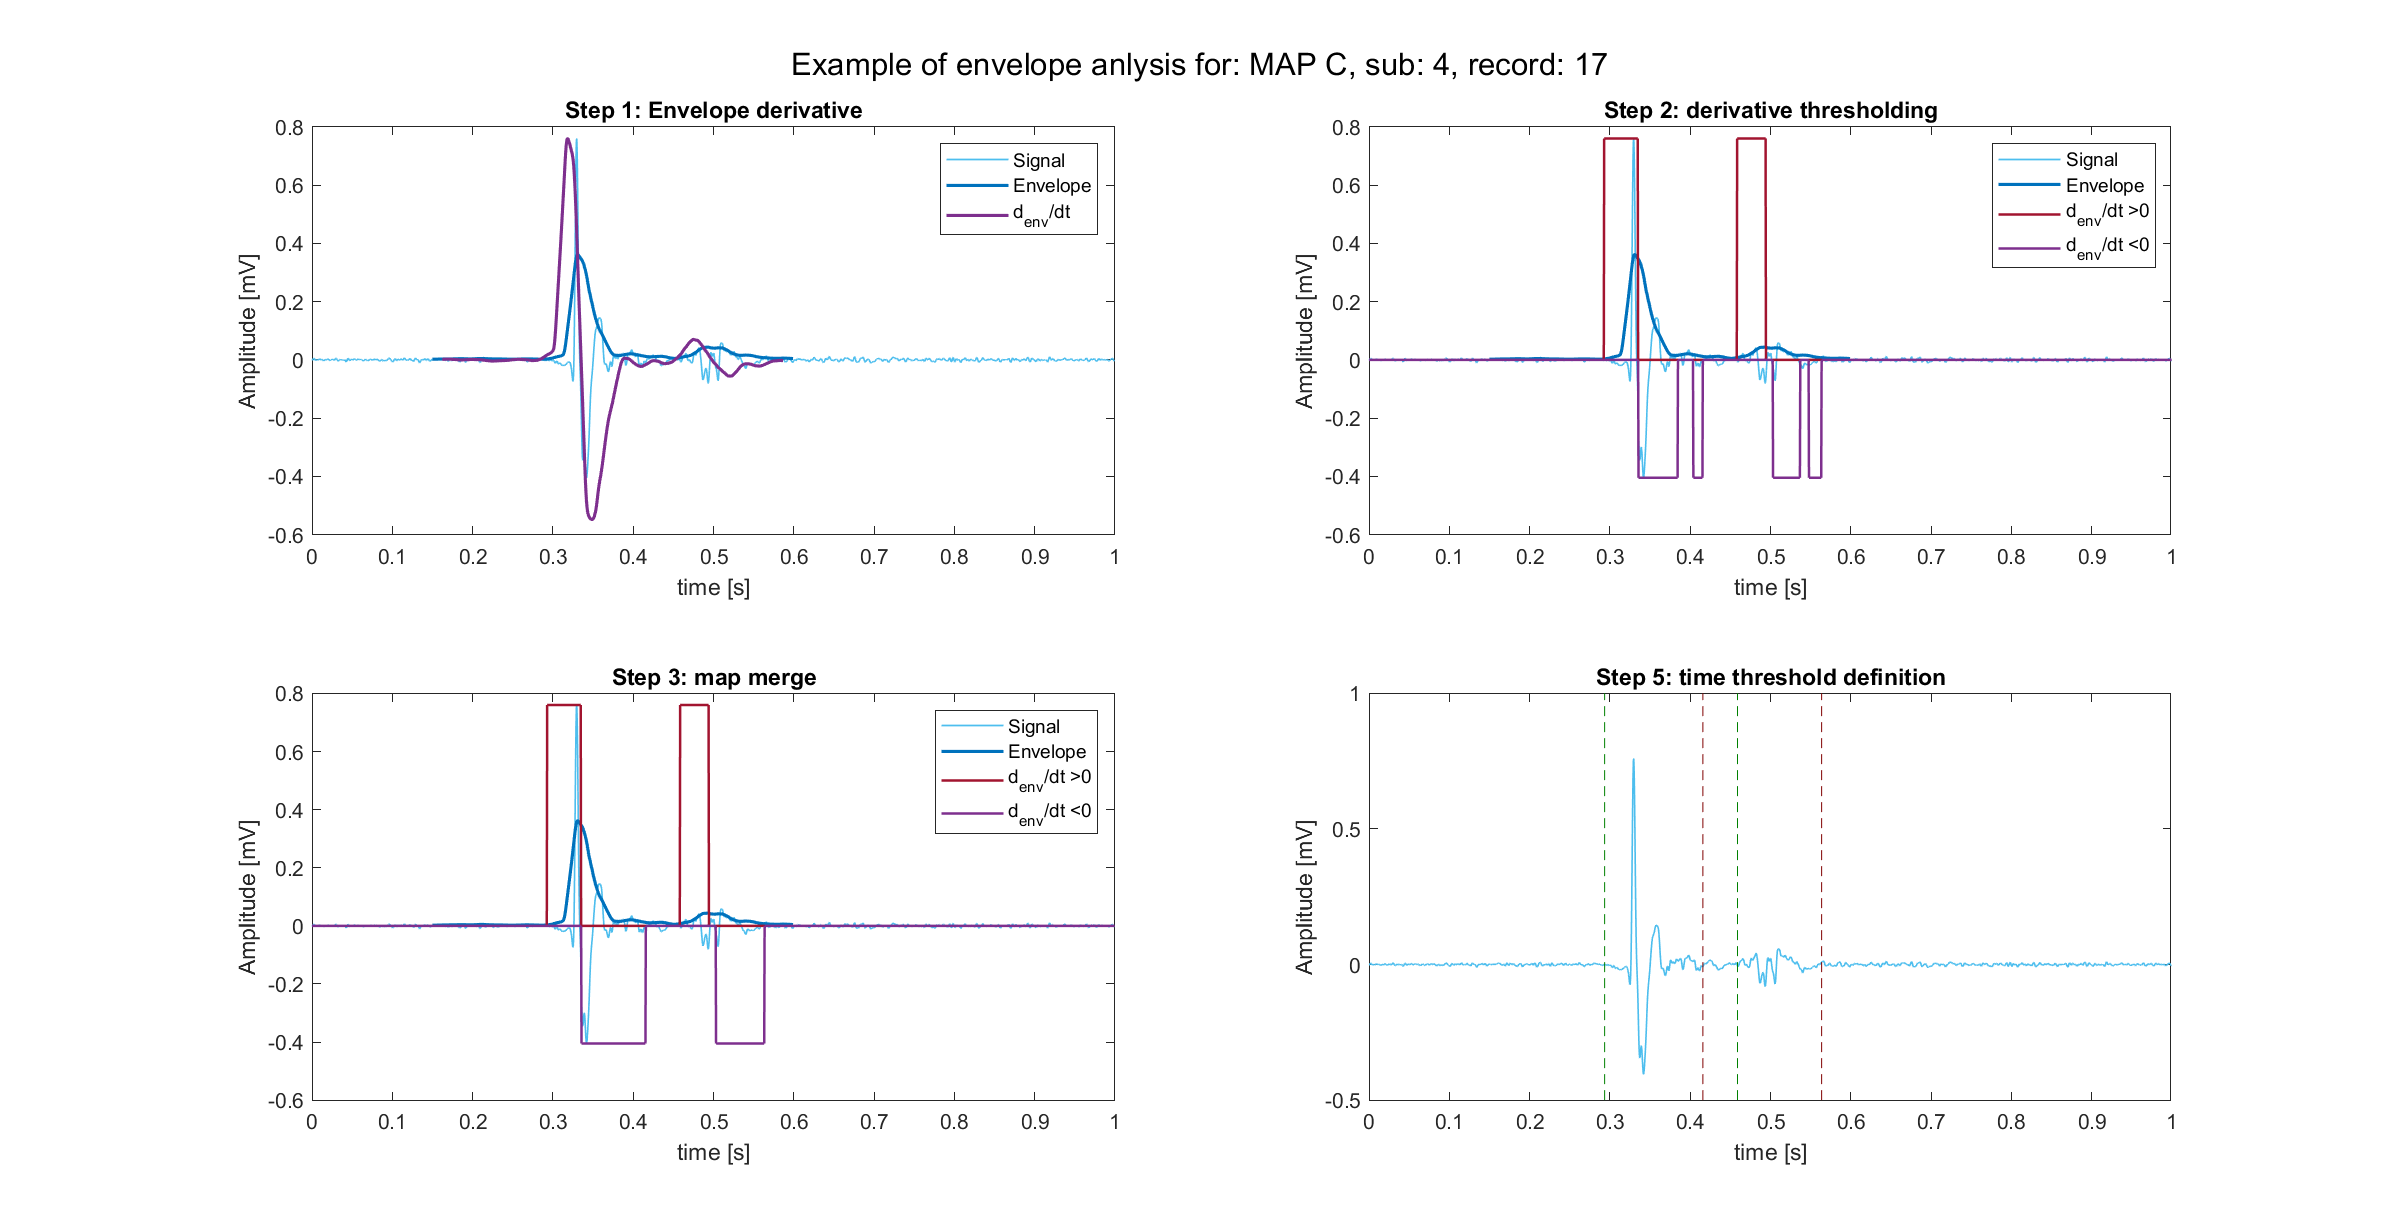 Example of envelope anlysis for: MAP C, sub: 4, record: 17
Step 1: Envelope derivative
0.8
0.6
0.4
0.2
0
-0.2
-0.4
-0.6
Amplitude [mV]
0 0.1 0.2 0.3 0.4 0.5 0.6 0.7 0.8 0.9 1
time [s]
Signal
Envelope
d_env/dt
Step 2: derivative thresholding
0.8
0.6
0.4
0.2
0
-0.2
-0.4
-0.6
Amplitude [mV]
0 0.1 0.2 0.3 0.4 0.5 0.6 0.7 0.8 0.9 1
time [s]
Signal
Envelope
d_env/dt >0
d_env/dt <0
Step 3: map merge
0.8
0.6
0.4
0.2
0
-0.2
-0.4
-0.6
Amplitude [mV]
0 0.1 0.2 0.3 0.4 0.5 0.6 0.7 0.8 0.9 1
time [s]
Signal
Envelope
d_env/dt >0
d_env/dt <0
Step 5: time threshold definition
1
0.5
0
-0.5
Amplitude [mV]
0 0.1 0.2 0.3 0.4 0.5 0.6 0.7 0.8 0.9 1
time [s]